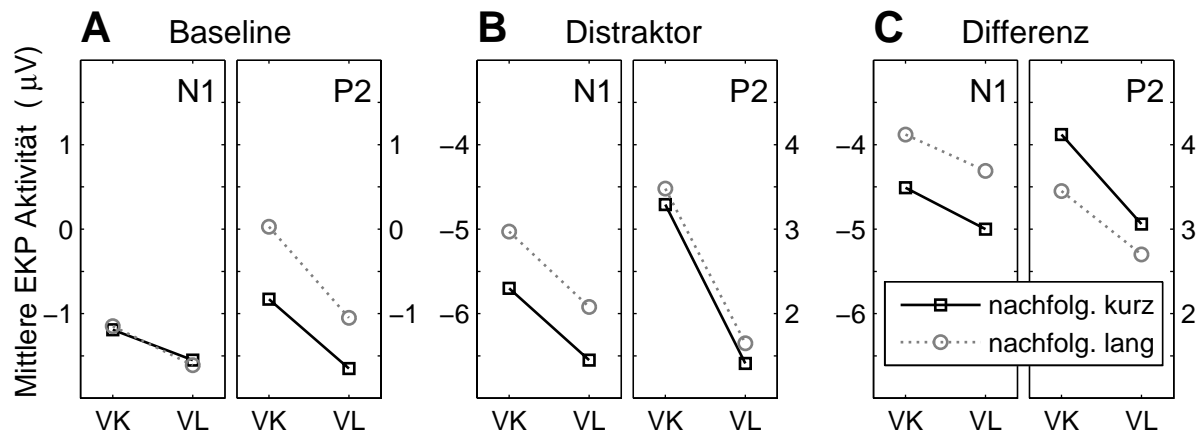 A Baseline
B Distraktor
C Differenz
Mittlere EKP Aktivität ( μV)
N1
P2
N1
P2
N1
P2
1
0
−1
1
0
−1
−4
−5
−6
4
3
2
−4
−5
−6
4
3
2
nachfolg. kurz
nachfolg. lang
VK VL VK VL VK VL VK VL VK VL VK VL